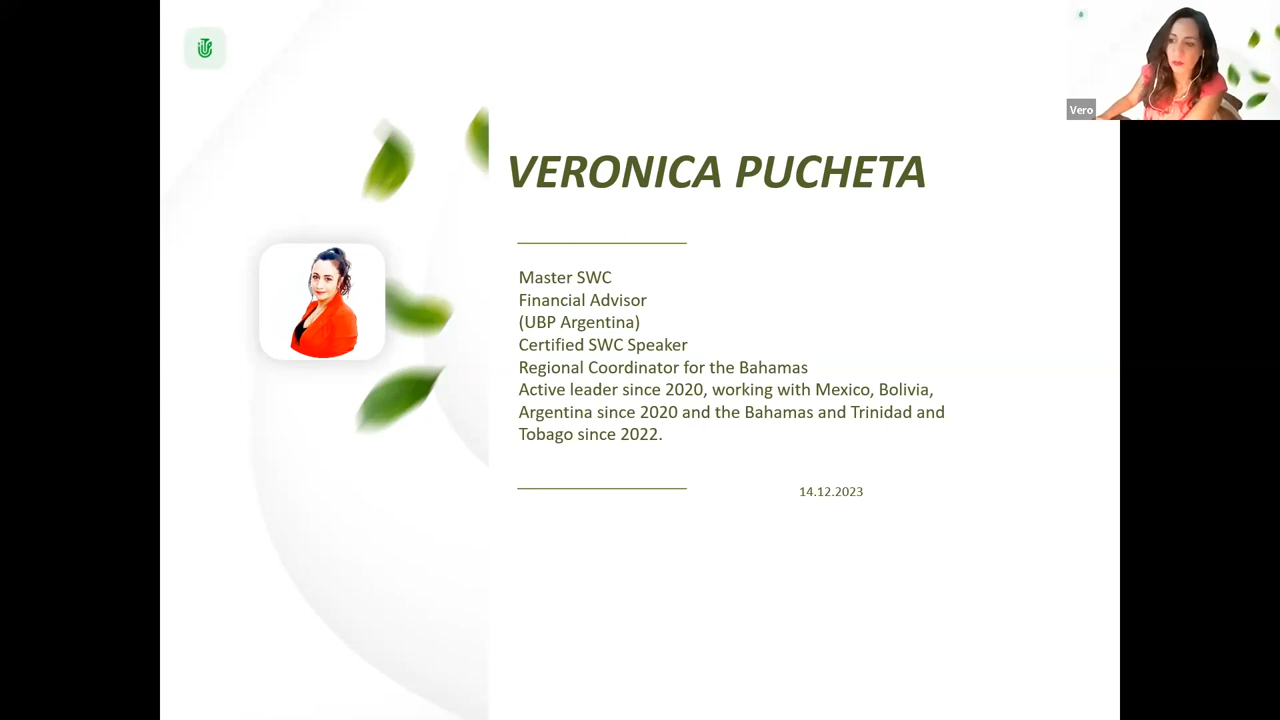 Vero
VERONICA PUCHETA
Master SWC
Financial Advisor
(UBP Argentina)
Certified SWC Speaker
Regional Coordinator for the Bahamas
Active leader since 2020, working with Mexico, Bolivia,
Argentina since 2020 and the Bahamas and Trinidad and
Tobago since 2022.
14.12.2023